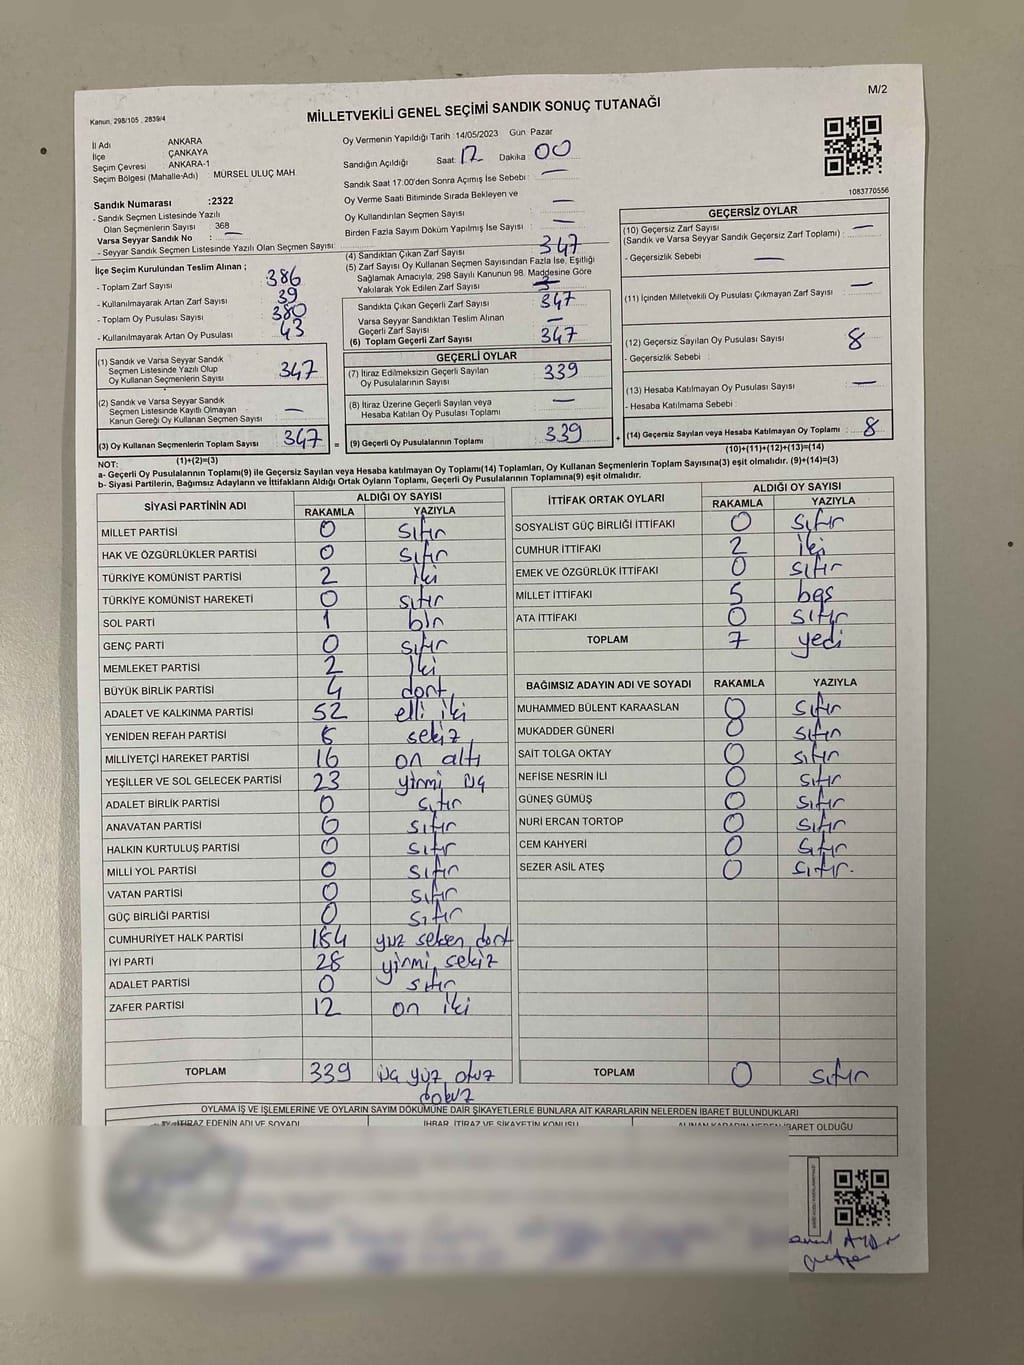 M/2
Kanun, 298/105 , 2839/4
MİLLETVEKİLİ GENEL SEÇİMİ SANDIK SONUÇ TUTANAĞI
İl Adı ANKARA
İlçe ÇANKAYA
Seçim Çevresi ANKARA-1
Seçim Bölgesi (Mahalle-Adı) : MÜRSEL ULUÇ MAH.
Sandık Numarası :2322
- Sandık Seçmen Listesinde Yazılı
Olan Seçmenlerin Sayısı : 368
Varsa Seyyar Sandık No : —
- Seyyar Sandık Seçmen Listesinde Yazılı Olan Seçmen Sayısı:
Oy Vermenin Yapıldığı Tarih :14/05/2023 Gün: Pazar
Sandığın Açıldığı Saat: 17 Dakika : 00
Sandık Saat 17:00'den Sonra Açımış İse Sebebi : —
Oy Verme Saati Bitiminde Sırada Bekleyen ve
Oy Kullandırılan Seçmen Sayısı —
Birden Fazla Sayım Döküm Yapılmış İse Sayısı : —
1083770556
İlçe Seçim Kurulundan Teslim Alınan ;
- Toplam Zarf Sayısı : 386
- Kullanılmayarak Artan Zarf Sayısı : 39
- Toplam Oy Pusulası Sayısı : 380
- Kullanılmayarak Artan Oy Pusulası : 43
(4) Sandıktan Çıkan Zarf Sayısı : 347
(5) Zarf Sayısı Oy Kullanan Seçmen Sayısından Fazla İse, Eşitliği
Sağlamak Amacıyla; 298 Sayılı Kanunun 98. Maddesine Göre
Yakılarak Yok Edilen Zarf Sayısı :
Sandıkta Çıkan Geçerli Zarf Sayısı : 347
Varsa Seyyar Sandıktan Teslim Alınan
Geçerli Zarf Sayısı : —
(6) Toplam Geçerli Zarf Sayısı : 347
GEÇERSİZ OYLAR
(10) Geçersiz Zarf Sayısı —
(Sandık ve Varsa Seyyar Sandık Geçersiz Zarf Toplamı) :
- Geçersizlik Sebebi : —
(11) İçinden Milletvekili Oy Pusulası Çıkmayan Zarf Sayısı : —
(12) Geçersiz Sayılan Oy Pusulası Sayısı : 8
- Geçersizlik Sebebi :
(13) Hesaba Katılmayan Oy Pusulası Sayısı : —
- Hesaba Katılmama Sebebi :
(14) Geçersiz Sayılan veya Hesaba Katılmayan Oy Toplamı : 8
(10)+(11)+(12)+(13)=(14)
(1) Sandık ve Varsa Seyyar Sandık
Seçmen Listesinde Yazılı Olup
Oy Kullanan Seçmenlerin Sayısı : 347
(2) Sandık ve Varsa Seyyar Sandık
Seçmen Listesinde Kayıtlı Olmayan
Kanun Gereği Oy Kullanan Seçmen Sayısı : —
(3) Oy Kullanan Seçmenlerin Toplam Sayısı : 347 =
(1)+(2)=(3)
GEÇERLİ OYLAR
(7) İtiraz Edilmeksizin Geçerli Sayılan
Oy Pusulalarının Sayısı : 339
(8) İtiraz Üzerine Geçerli Sayılan veya
Hesaba Katılan Oy Pusulası Toplamı : —
(9) Geçerli Oy Pusulalarının Toplamı : 339 +
NOT:
a- Geçerli Oy Pusulalarının Toplamı(9) ile Geçersiz Sayılan veya Hesaba katılmayan Oy Toplamı(14) Toplamları, Oy Kullanan Seçmenlerin Toplam Sayısına(3) eşit olmalıdır. (9)+(14)=(3)
b- Siyasi Partilerin, Bağımsız Adayların ve İttifakların Aldığı Ortak Oyların Toplamı, Geçerli Oy Pusulalarının Toplamına(9) eşit olmalıdır.
SİYASİ PARTİNİN ADI ALDIĞI OY SAYISI
RAKAMLA YAZIYLA
MİLLET PARTİSİ 0 sıfır
HAK VE ÖZGÜRLÜKLER PARTİSİ 0 sıfır
TÜRKİYE KOMÜNİST PARTİSİ 2 iki
TÜRKİYE KOMÜNİST HAREKETİ 0 sıfır
SOL PARTİ 1 bir
GENÇ PARTİ 0 sıfır
MEMLEKET PARTİSİ 2 iki
BÜYÜK BİRLİK PARTİSİ 4 dört
ADALET VE KALKINMA PARTİSİ 52 elli iki
YENİDEN REFAH PARTİSİ 8 sekiz
MİLLİYETÇİ HAREKET PARTİSİ 16 on altı
YEŞİLLER VE SOL GELECEK PARTİSİ 23 yirmi üç
ADALET BİRLİK PARTİSİ 0 sıfır
ANAVATAN PARTİSİ 0 sıfır
HALKIN KURTULUŞ PARTİSİ 0 sıfır
MİLLİ YOL PARTİSİ 0 sıfır
VATAN PARTİSİ 0 sıfır
GÜÇ BİRLİĞİ PARTİSİ 0 sıfır
CUMHURİYET HALK PARTİSİ 184 yüz seksen dört
İYİ PARTİ 28 yirmi sekiz
ADALET PARTİSİ 0 sıfır
ZAFER PARTİSİ 12 on iki
TOPLAM 339 üç yüz otuz
dokuz
İTTİFAK ORTAK OYLARI ALDIĞI OY SAYISI
RAKAMLA YAZIYLA
SOSYALİST GÜÇ BİRLİĞİ İTTİFAKI 0 sıfır
CUMHUR İTTİFAKI 2 iki
EMEK VE ÖZGÜRLÜK İTTİFAKI 0 sıfır
MİLLET İTTİFAKI 5 beş
ATA İTTİFAKI 0 sıfır
TOPLAM 7 yedi
BAĞIMSIZ ADAYIN ADI VE SOYADI RAKAMLA YAZIYLA
MUHAMMED BÜLENT KARAASLAN 0 sıfır
MUKADDER GÜNERİ 0 sıfır
SAİT TOLGA OKTAY 0 sıfır
NEFİSE NESRİN İLİ 0 sıfır
GÜNEŞ GÜMÜŞ 0 sıfır
NURİ ERCAN TORTOP 0 sıfır
CEM KAHYERİ 0 sıfır
SEZER ASİL ATEŞ 0 sıfır.
TOPLAM 0 sıfır
OYLAMA İŞ VE İŞLEMLERİNE VE OYLARIN SAYIM DÖKÜMÜNE DAİR ŞİKAYETLERLE BUNLARA AİT KARARLARIN NELERDEN İBARET BULUNDUKLARI
İTİRAZ EDENİN ADI VE SOYADI İHBAR, İTİRAZ VE ŞİKAYETİN KONUSU ALINAN KARARIN NEDEN İBARET OLDUĞU